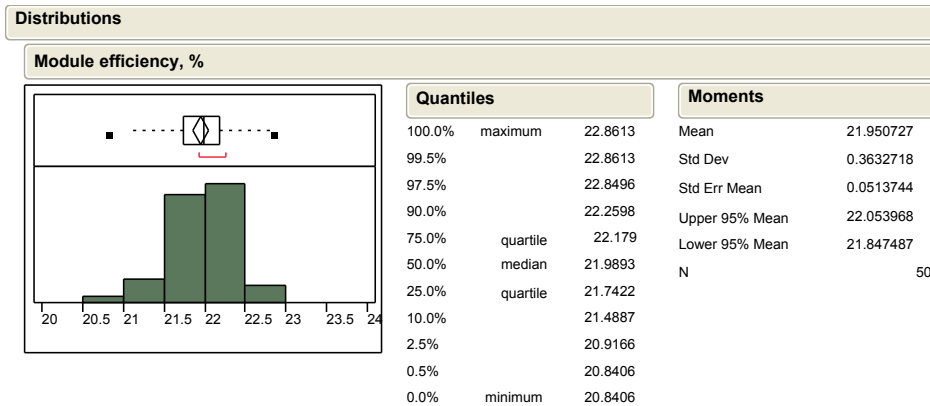 Distributions
Module efficiency, %
20 20.5 21 21.5 22 22.5 23 23.5 24
Quantiles
100.0% maximum 22.8613
99.5% 22.8613
97.5% 22.8496
90.0% 22.2598
75.0% quartile 22.179
50.0% median 21.9893
25.0% quartile 21.7422
10.0% 21.4887
2.5% 20.9166
0.5% 20.8406
0.0% minimum 20.8406
Moments
Mean 21.950727
Std Dev 0.3632718
Std Err Mean 0.0513744
Upper 95% Mean 22.053968
Lower 95% Mean 21.847487
N 50